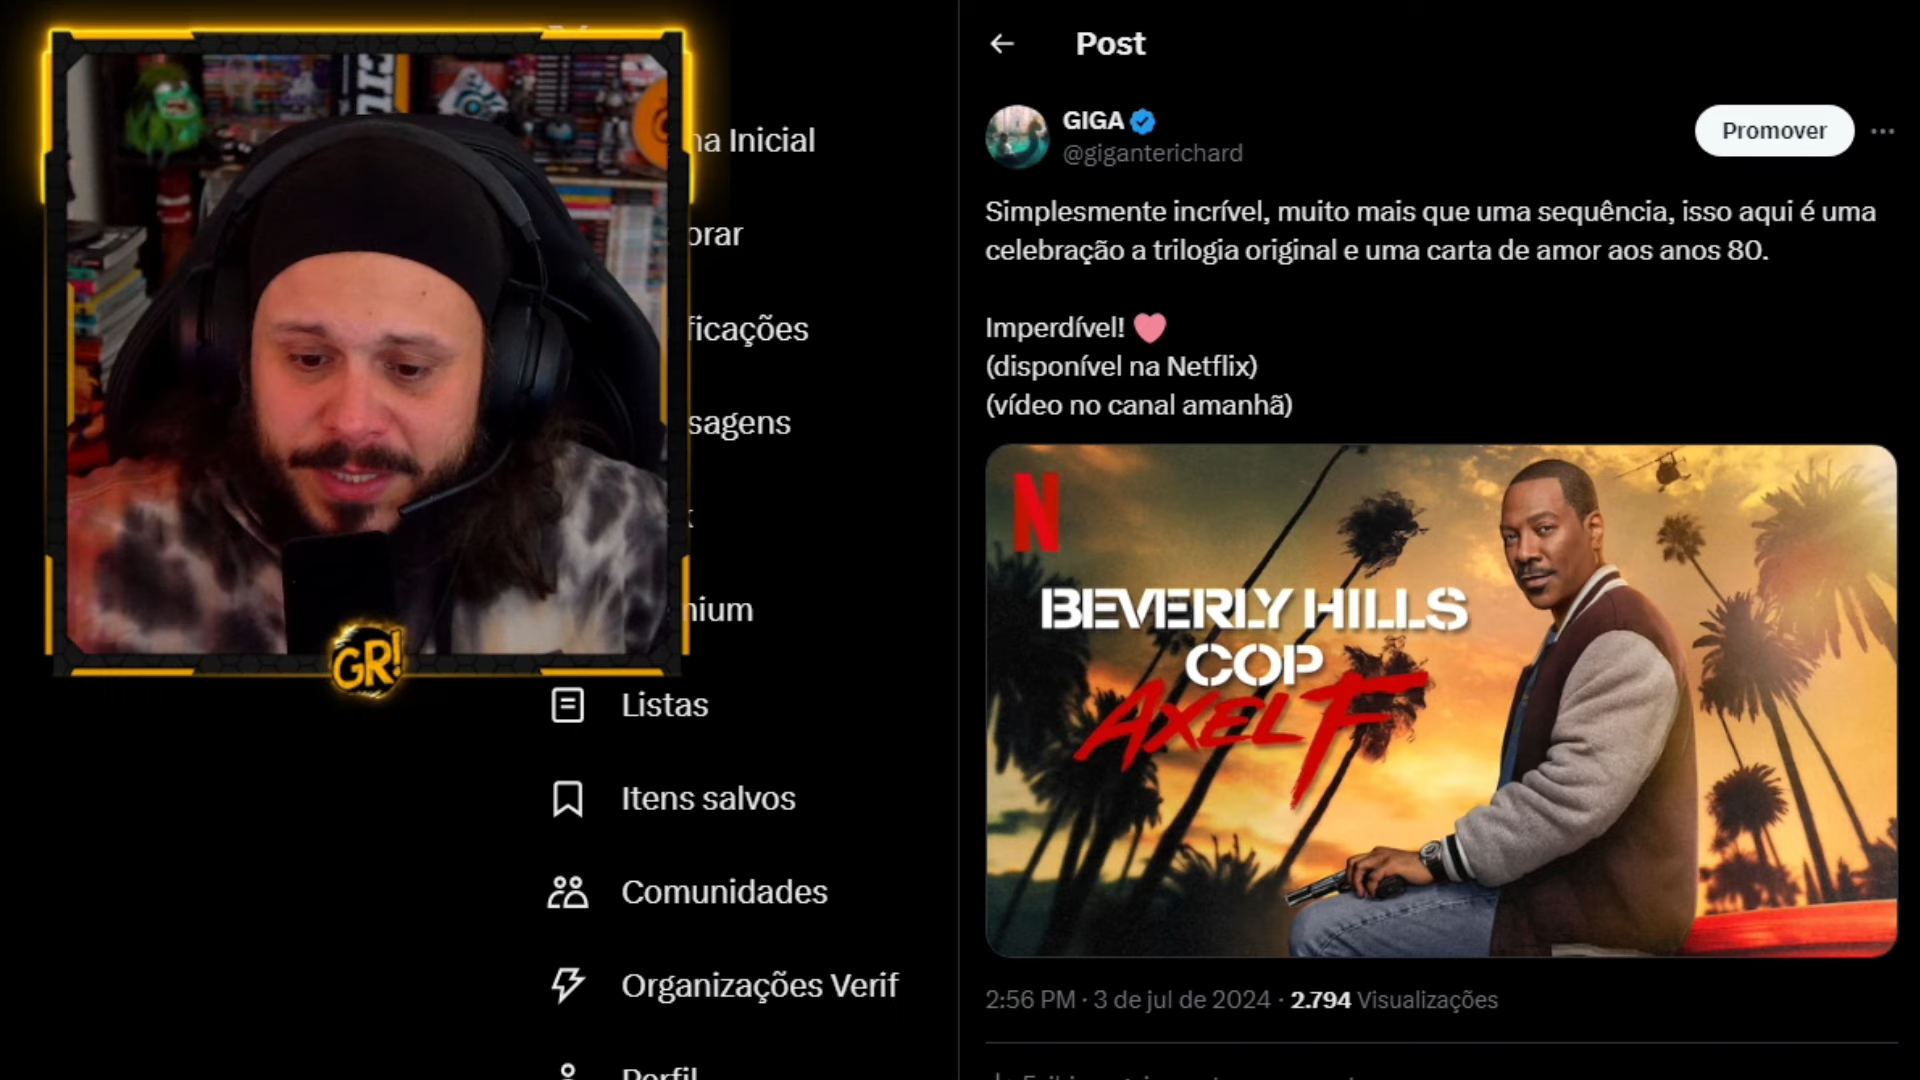 na Inicial
orar
ficações
sagens
k
nium
GR!
Listas
Itens salvos
Comunidades
Organizações Verif
Perfil
Post
GIGA
@giganterichard
Promover
Simplesmente incrível, muito mais que uma sequência, isso aqui é uma
celebração a trilogia original e uma carta de amor aos anos 80.
Imperdível!
(disponível na Netflix)
(vídeo no canal amanhã)
N
BEVERLY HILLS
COP
AXEL F
2:56 PM · 3 de jul de 2024 · 2.794 Visualizações